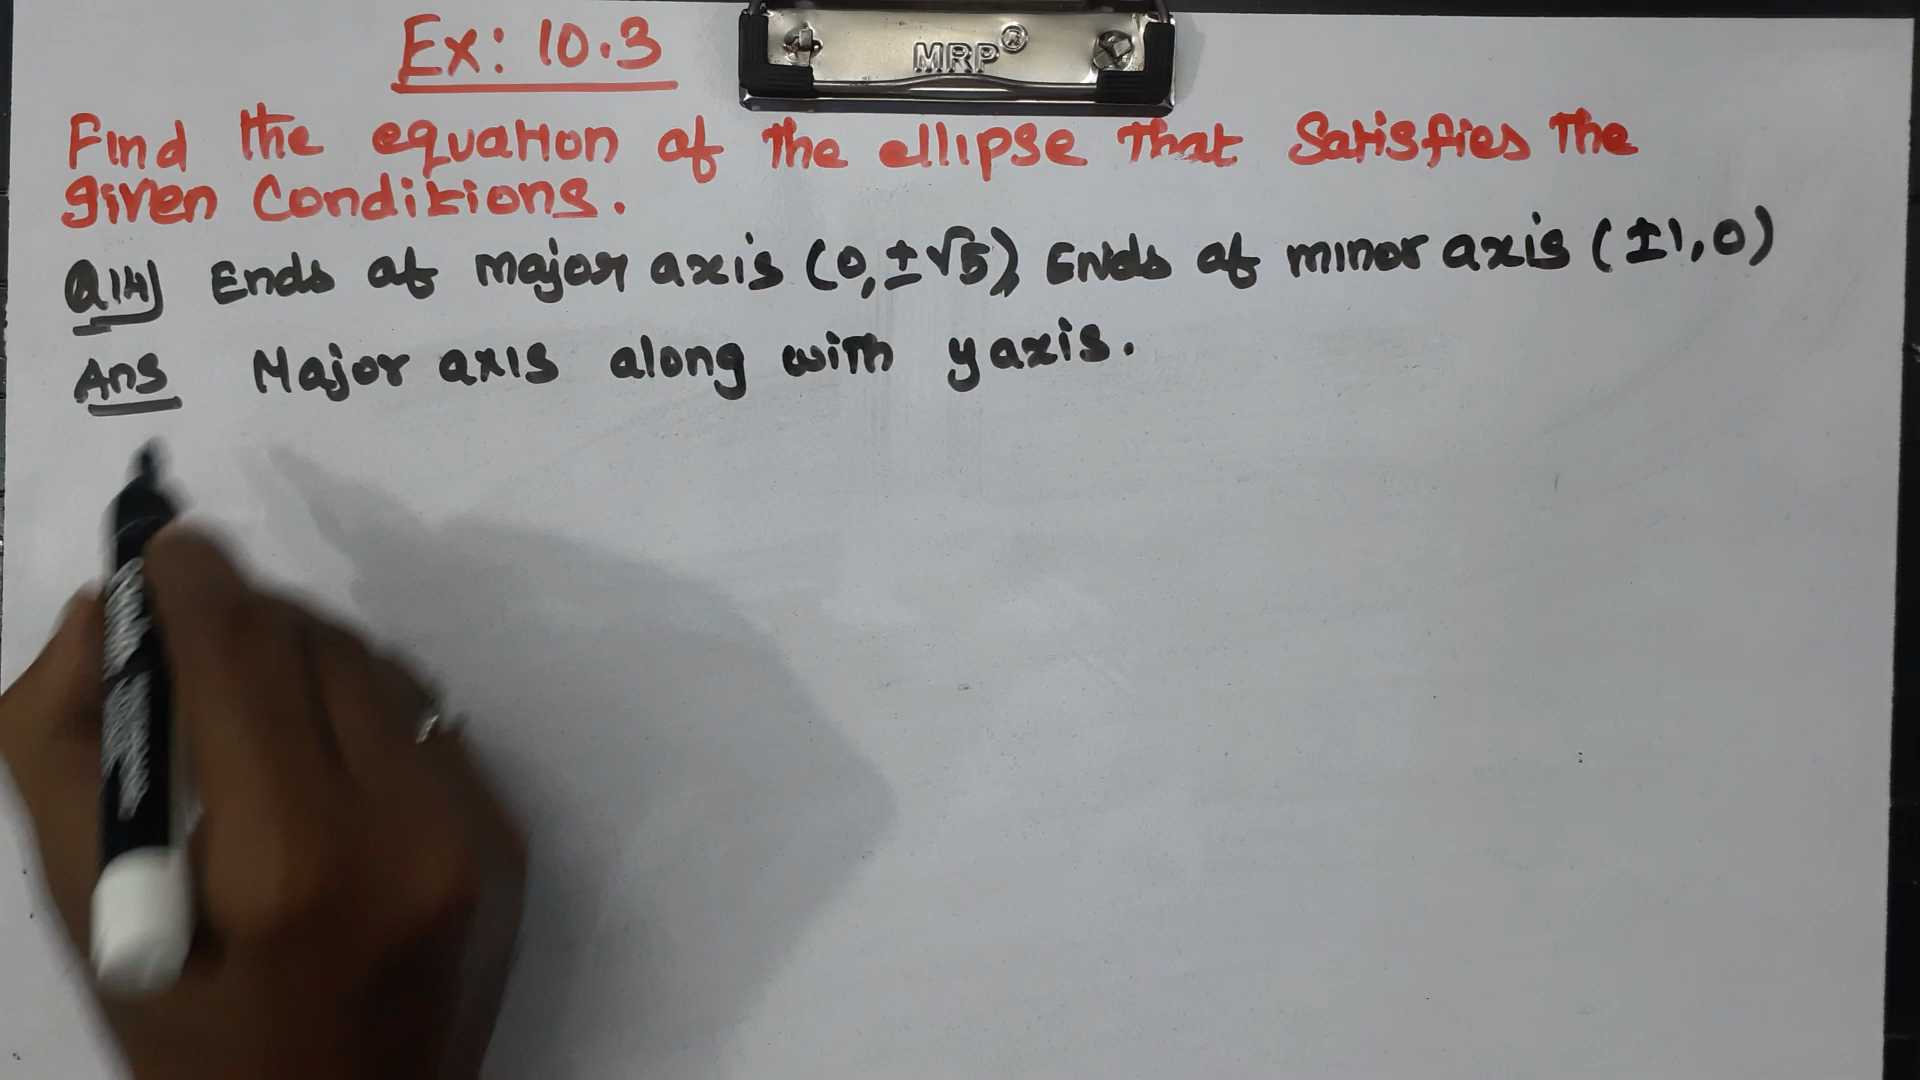 MRP®
Ex: 10.3
Find the equation of the ellipse that satisfies the
given conditions.
Q14) Ends of major axis (0,±√5), Ends of minor axis (±1,0)
Ans Major axis along with y axis.